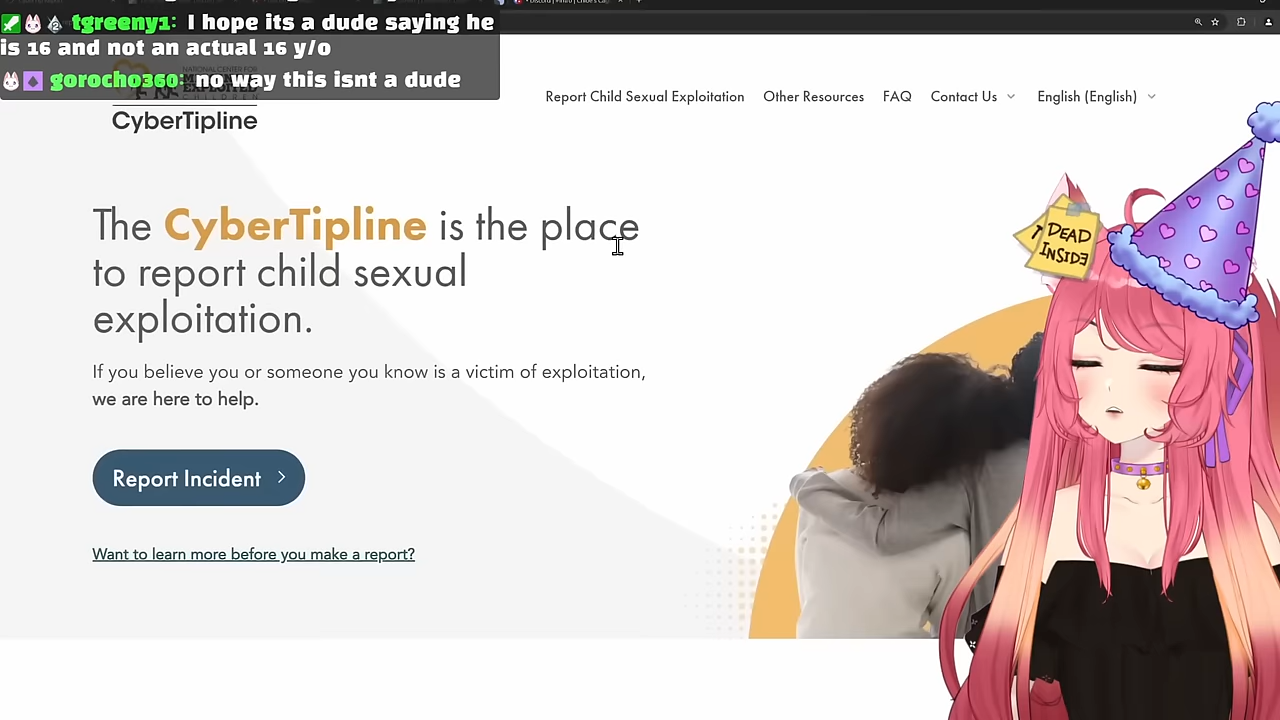 tgreeny1: I hope its a dude saying he
is 16 and not an actual 16 y/o
gorocho360: no way this isnt a dude
CyberTipline
Report Child Sexual Exploitation Other Resources FAQ Contact Us English (English)
The CyberTipline is the place
to report child sexual
exploitation.
If you believe you or someone you know is a victim of exploitation,
we are here to help.
Report Incident
Want to learn more before you make a report?
DEAD
INSIDE